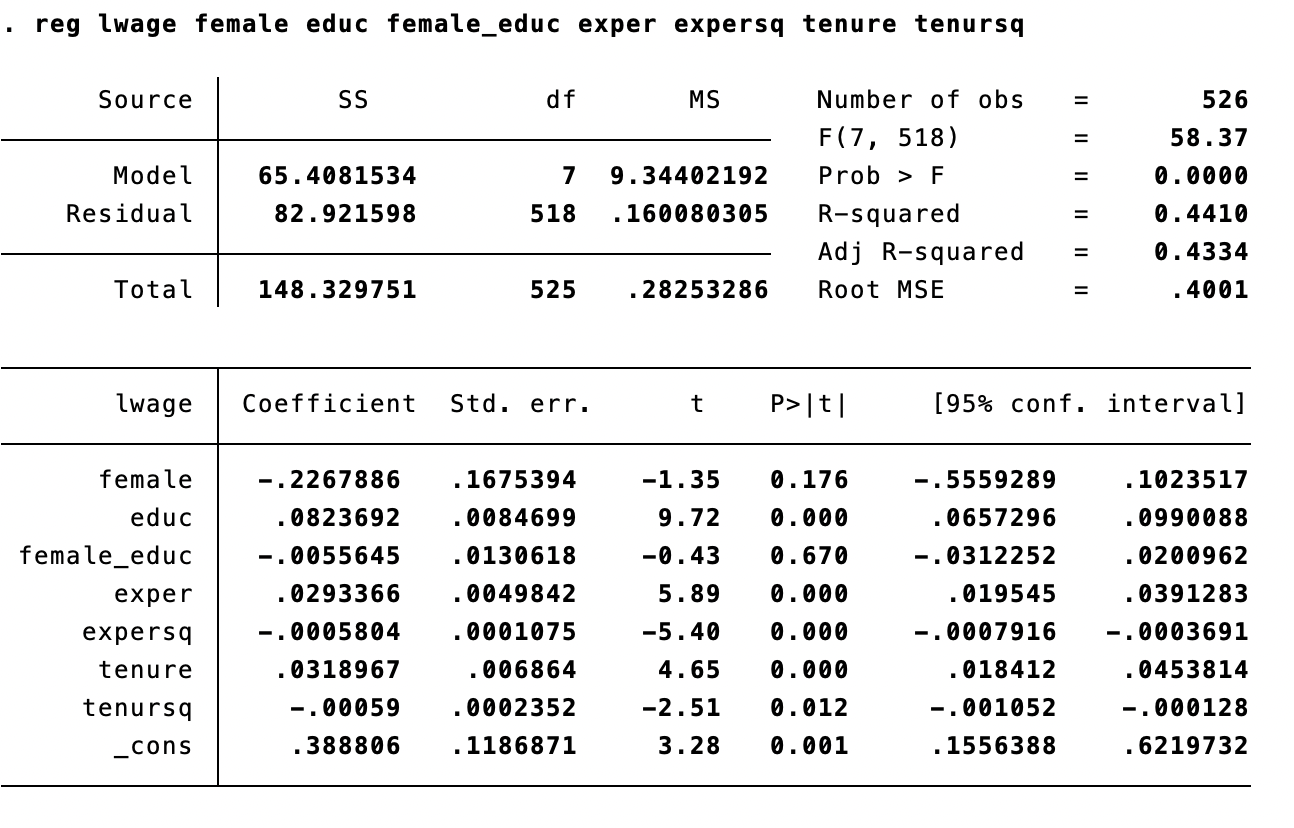 . reg lwage female educ female_educ exper expersq tenure tenursq
Source SS df MS Number of obs = 526
F(7, 518) = 58.37
Model 65.4081534 7 9.34402192 Prob > F = 0.0000
Residual 82.921598 518 .160080305 R-squared = 0.4410
Adj R-squared = 0.4334
Total 148.329751 525 .28253286 Root MSE = .4001
lwage Coefficient Std. err. t P>|t| [95% conf. interval]
female -.2267886 .1675394 -1.35 0.176 -.5559289 .1023517
educ .0823692 .0084699 9.72 0.000 .0657296 .0990088
female_educ -.0055645 .0130618 -0.43 0.670 -.0312252 .0200962
exper .0293366 .0049842 5.89 0.000 .019545 .0391283
expersq -.0005804 .0001075 -5.40 0.000 -.0007916 -.0003691
tenure .0318967 .006864 4.65 0.000 .018412 .0453814
tenursq -.00059 .0002352 -2.51 0.012 -.001052 -.000128
_cons .388806 .1186871 3.28 0.001 .1556388 .6219732